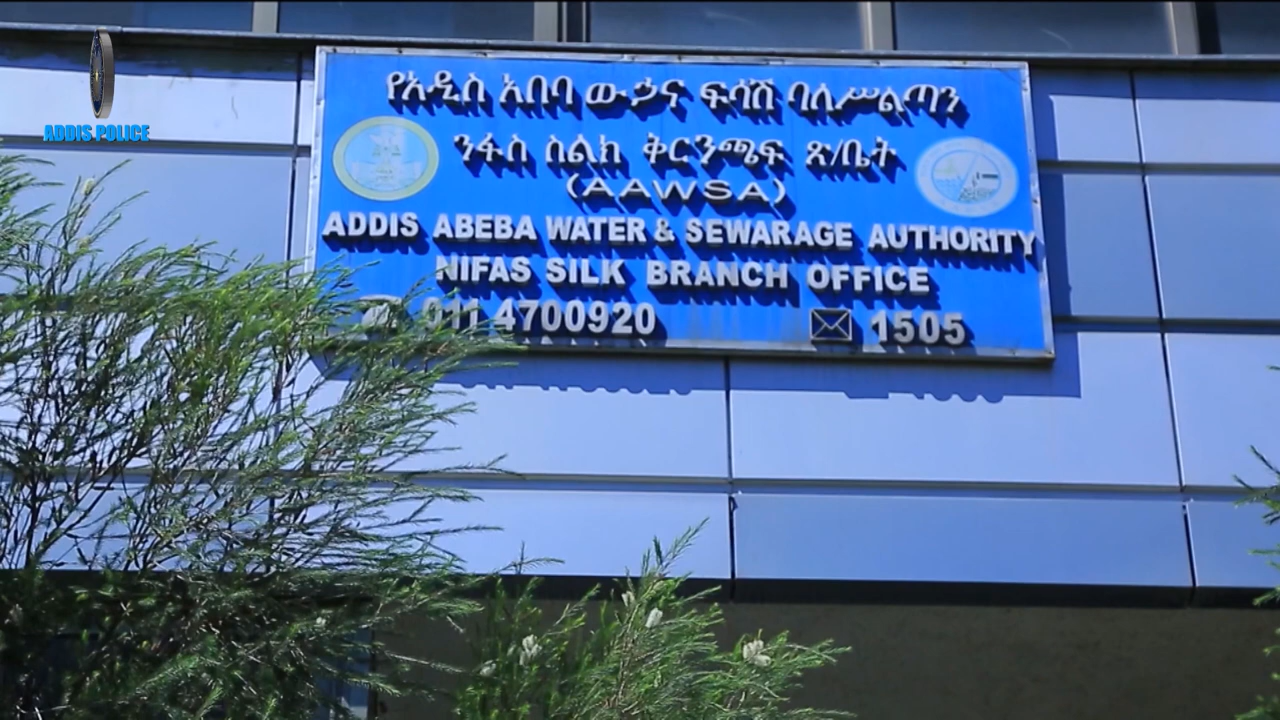 ADDIS POLICE
የአዲስ አበባ ውኃና ፍሳሽ ባለሥልጣን
ንፋስ ስልክ ቅርንጫፍ ጽ/ቤት
(AAWSA)
ADDIS ABEBA WATER & SEWARAGE AUTHORITY
NIFAS SILK BRANCH OFFICE
011 4700920 1505